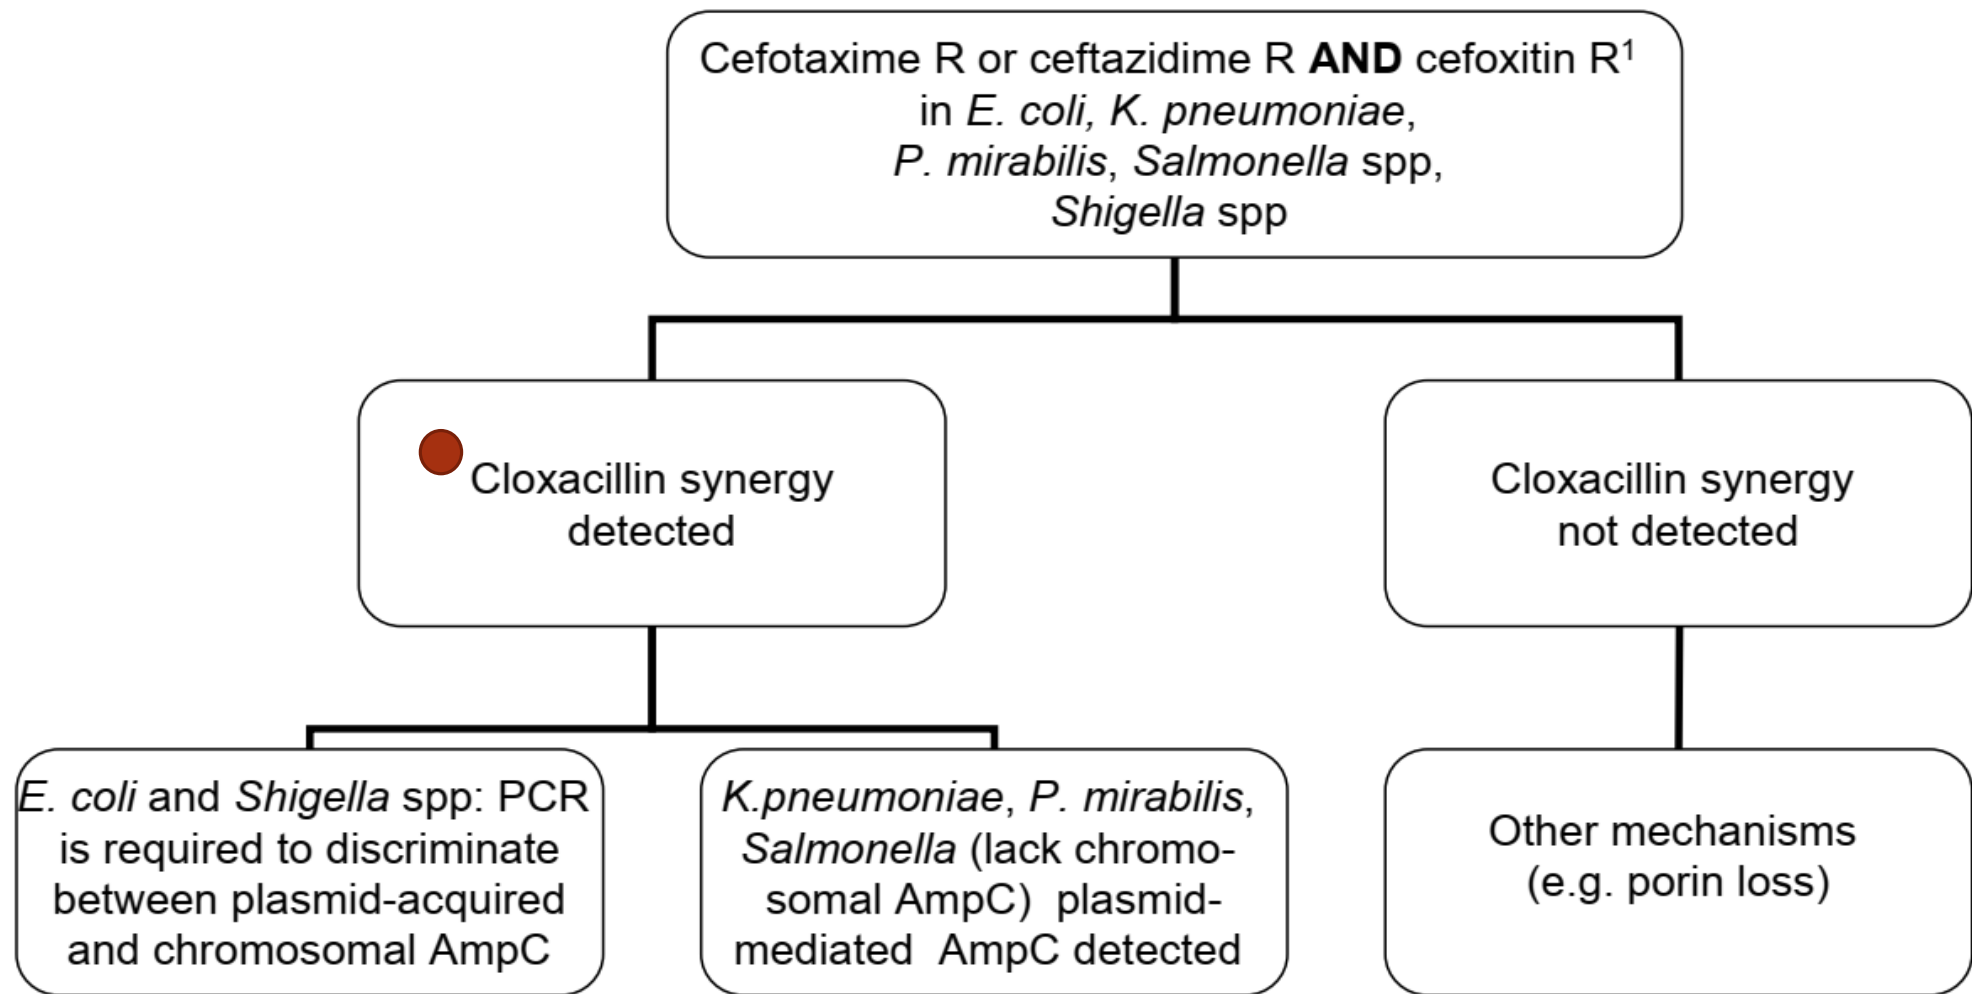 Cefotaxime R or ceftazidime R AND cefoxitin R¹
in E. coli, K. pneumoniae,
P. mirabilis, Salmonella spp,
Shigella spp
Cloxacillin synergy
detected
Cloxacillin synergy
not detected
E. coli and Shigella spp: PCR
is required to discriminate
between plasmid-acquired
and chromosomal AmpC
K.pneumoniae, P. mirabilis,
Salmonella (lack chromo-
somal AmpC) plasmid-
mediated AmpC detected
Other mechanisms
(e.g. porin loss)